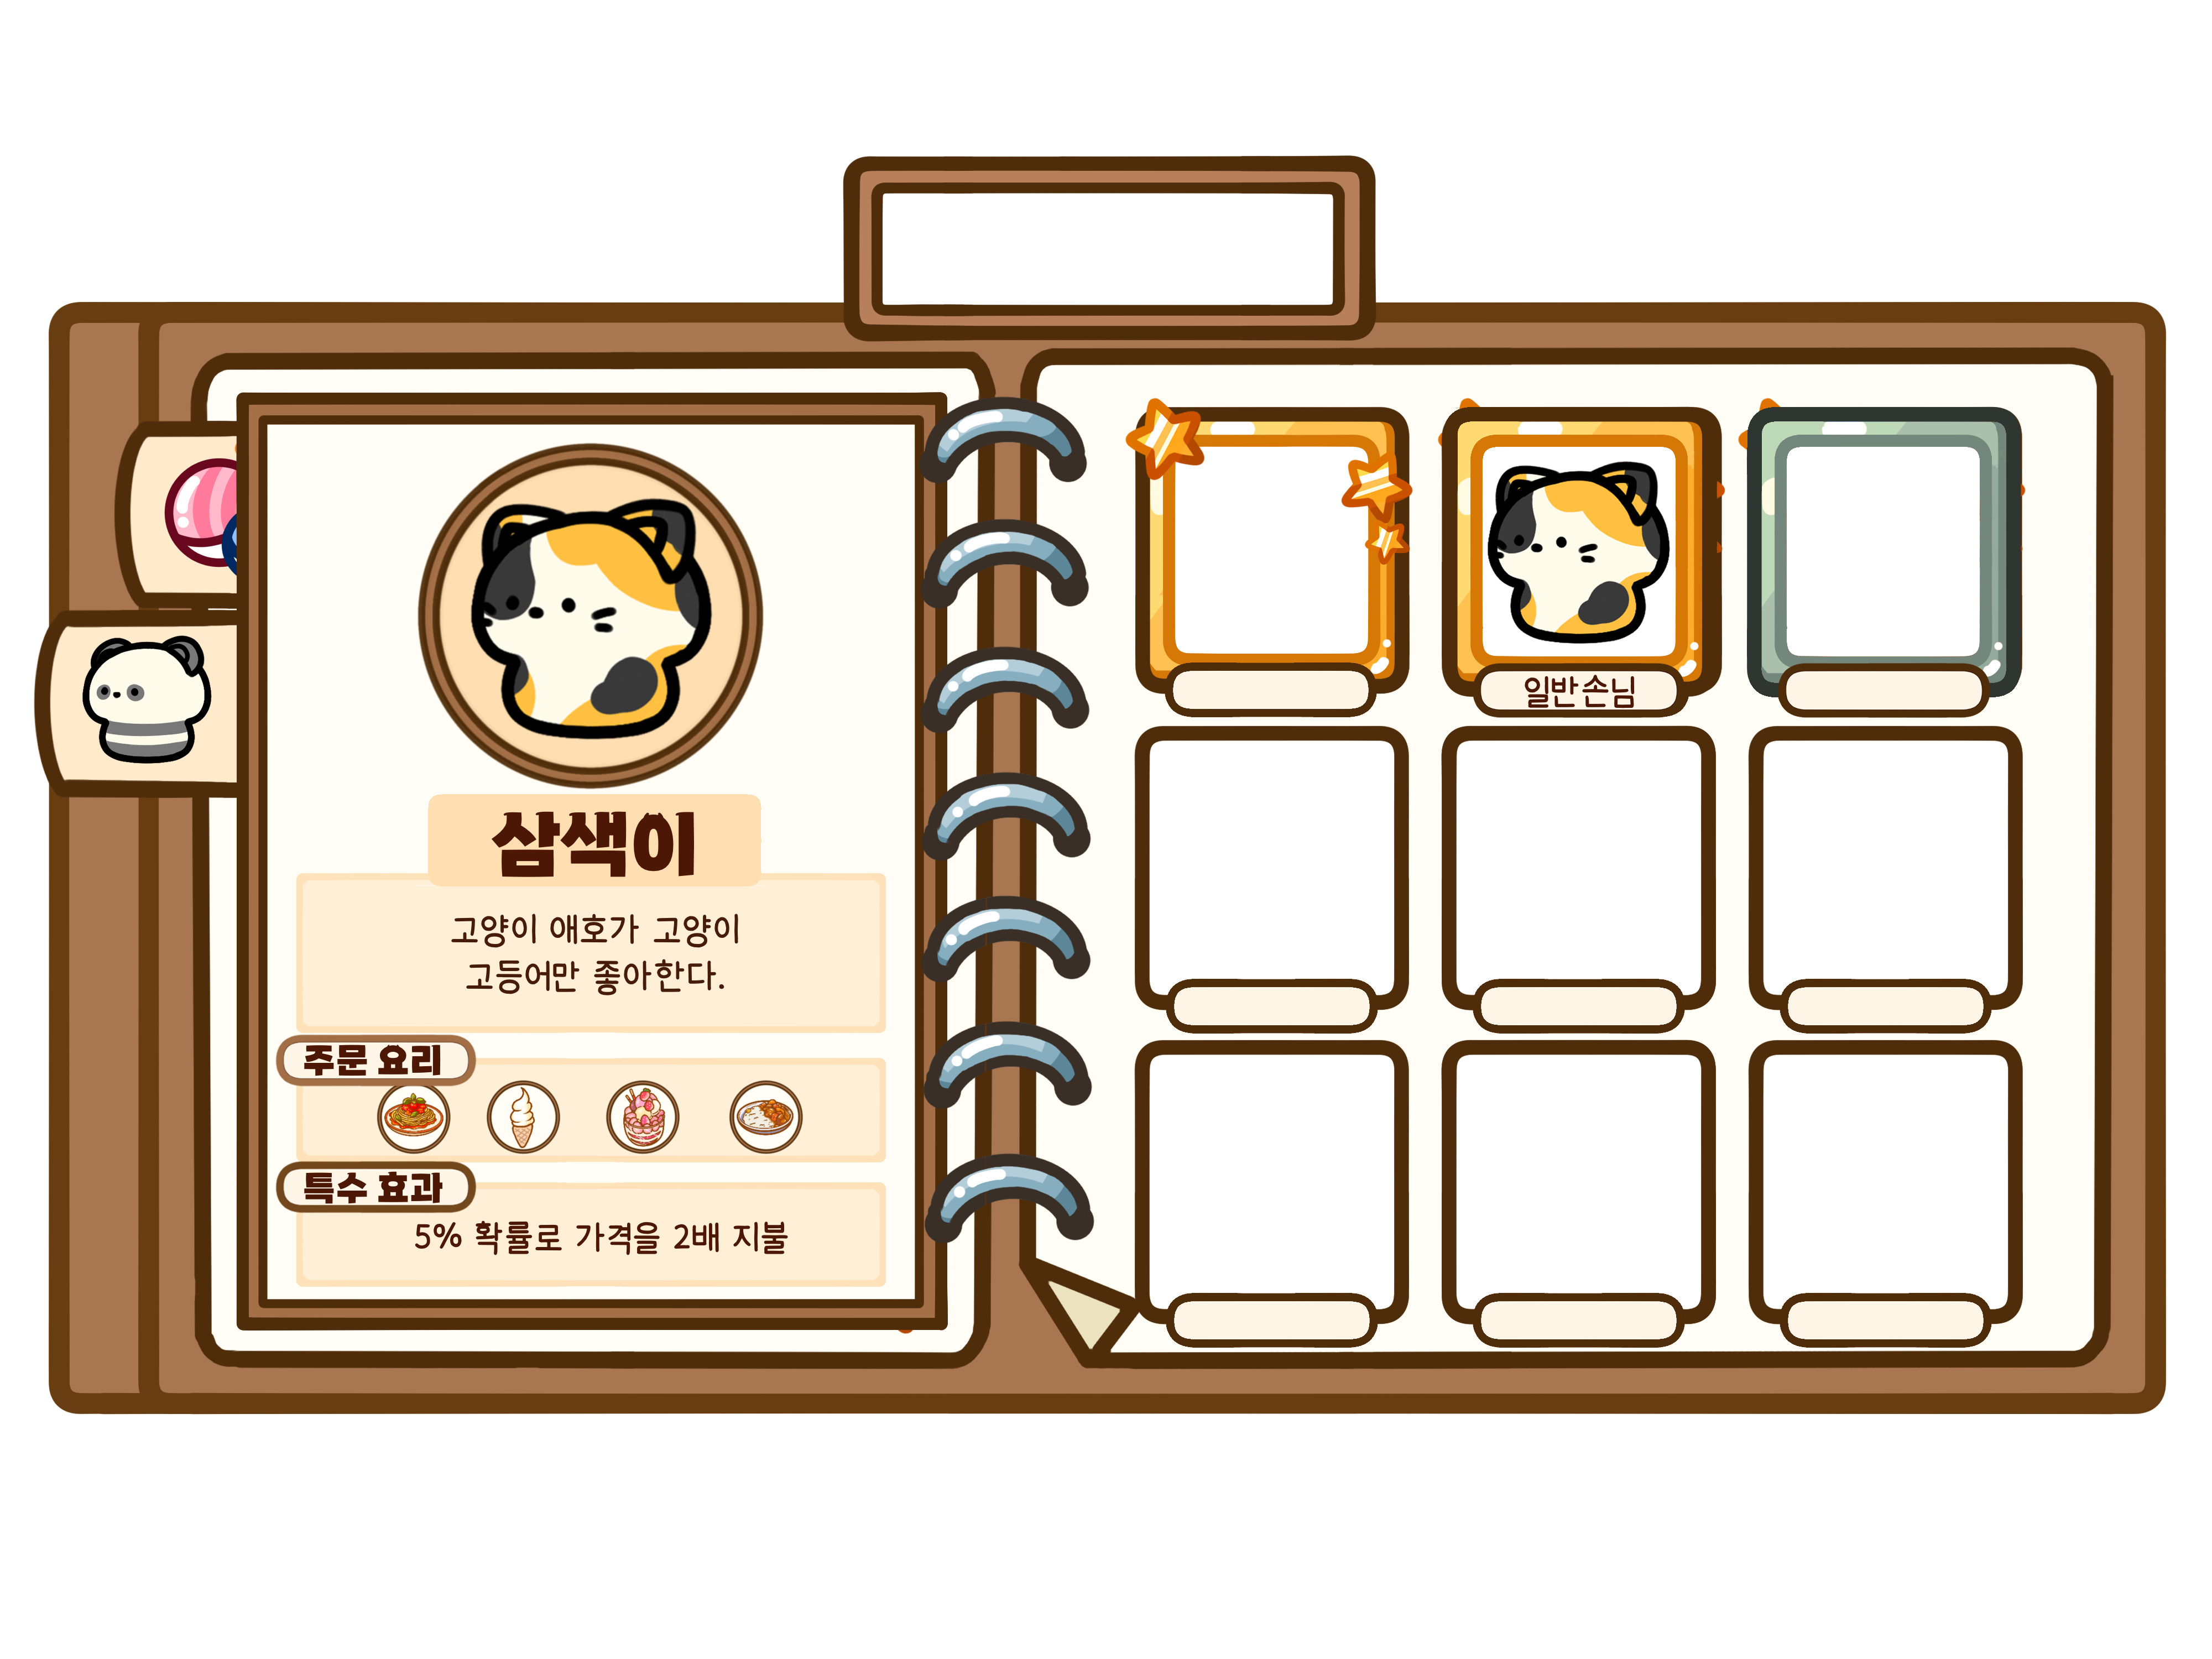 삼색이
고양이 애호가 고양이
고등어만 좋아한다.
주문 요리
특수 효과
5% 확률로 가격을 2배 지불
일반손님